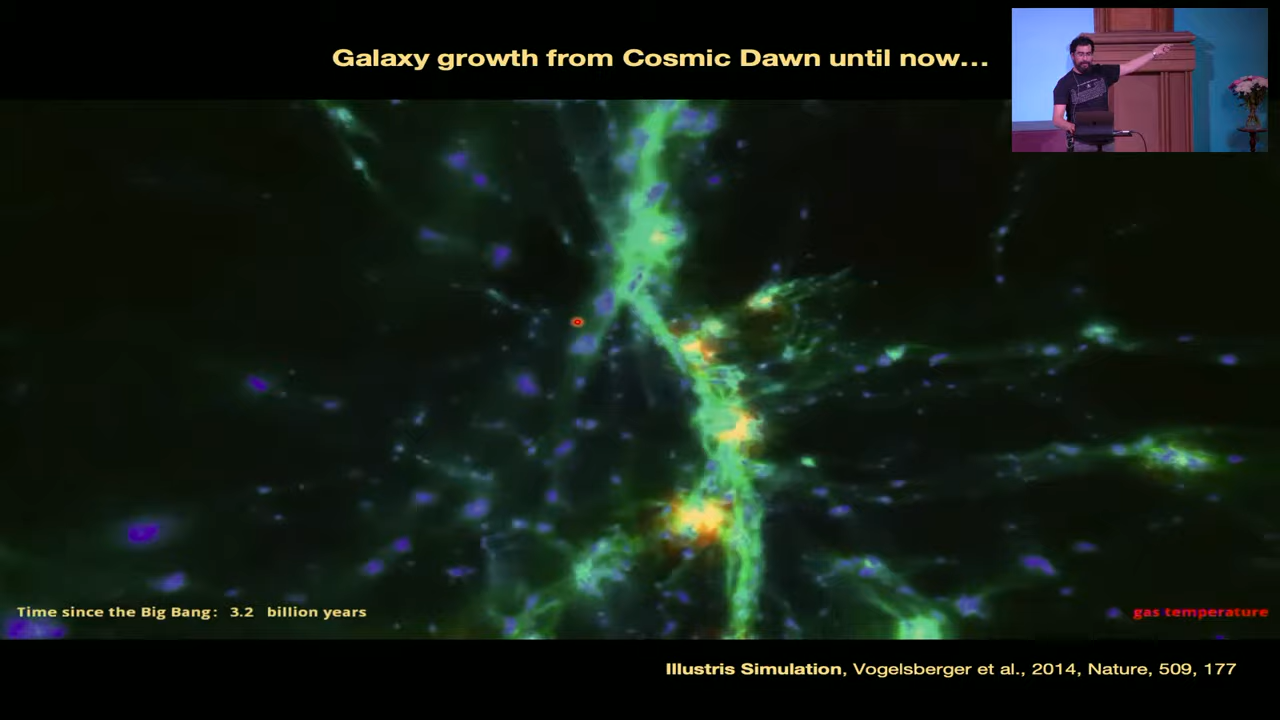 Galaxy growth from Cosmic Dawn until now...
Time since the Big Bang: 3.2 billion years
gas temperature
Illustris Simulation, Vogelsberger et al., 2014, Nature, 509, 177